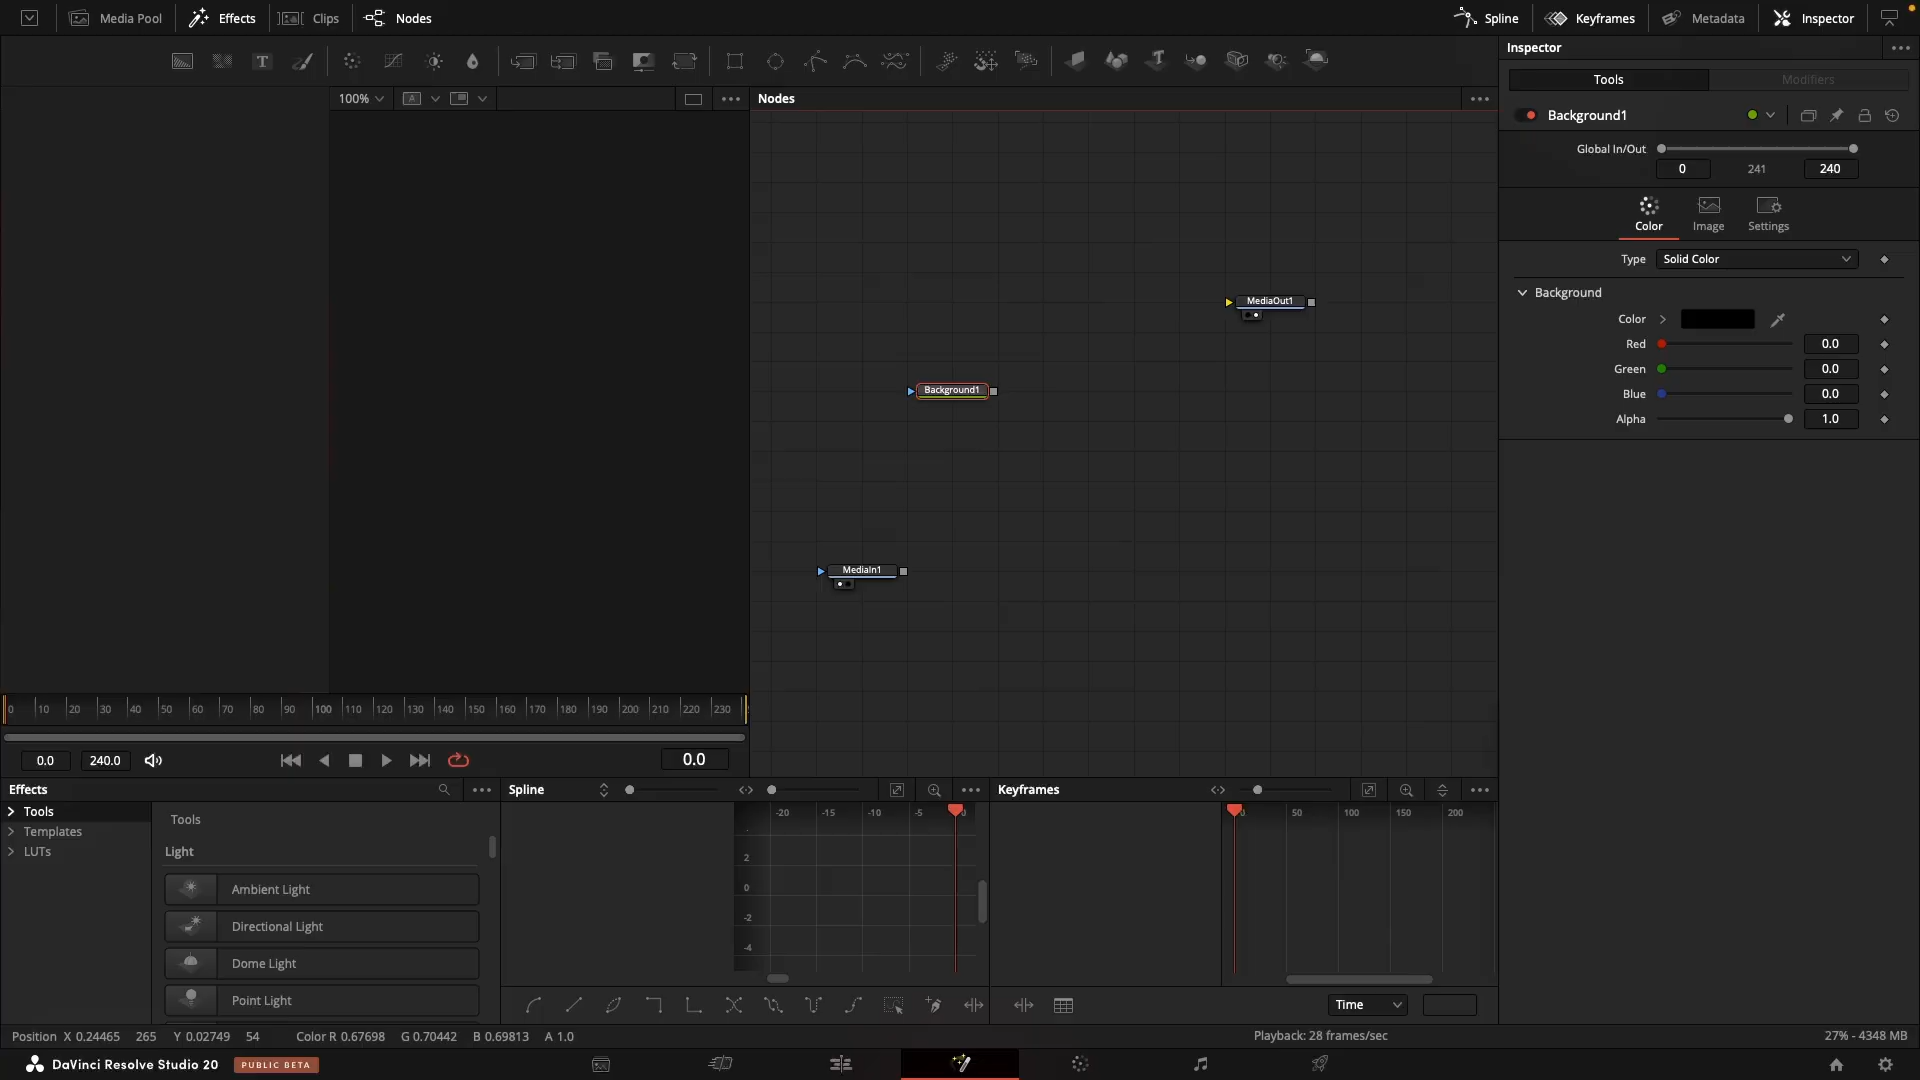 Media Pool Effects Clips Nodes Spline Keyframes Metadata Inspector
Inspector
T T
Tools Modifiers
100% A Nodes
Background1
Global In/Out
0 241 240
Color Image Settings
Type Solid Color
Background
Color
Red 0.0
Green 0.0
Blue 0.0
Alpha 1.0
MediaOut1
Background1
MediaIn1
0 10 20 30 40 50 60 70 80 90 100 110 120 130 140 150 160 170 180 190 200 210 220 230
0.0 240.0 0.0
Effects Spline Keyframes
Tools
Templates
LUTs
Tools
Light
Ambient Light
Directional Light
Dome Light
Point Light
-20 -15 -10 -5 0
2
0
-2
-4
0 50 100 150 200
Time
Position X 0.24465 265 Y 0.02749 54 Color R 0.67698 G 0.70442 B 0.69813 A 1.0 Playback: 28 frames/sec 27% - 4348 MB
DaVinci Resolve Studio 20 PUBLIC BETA